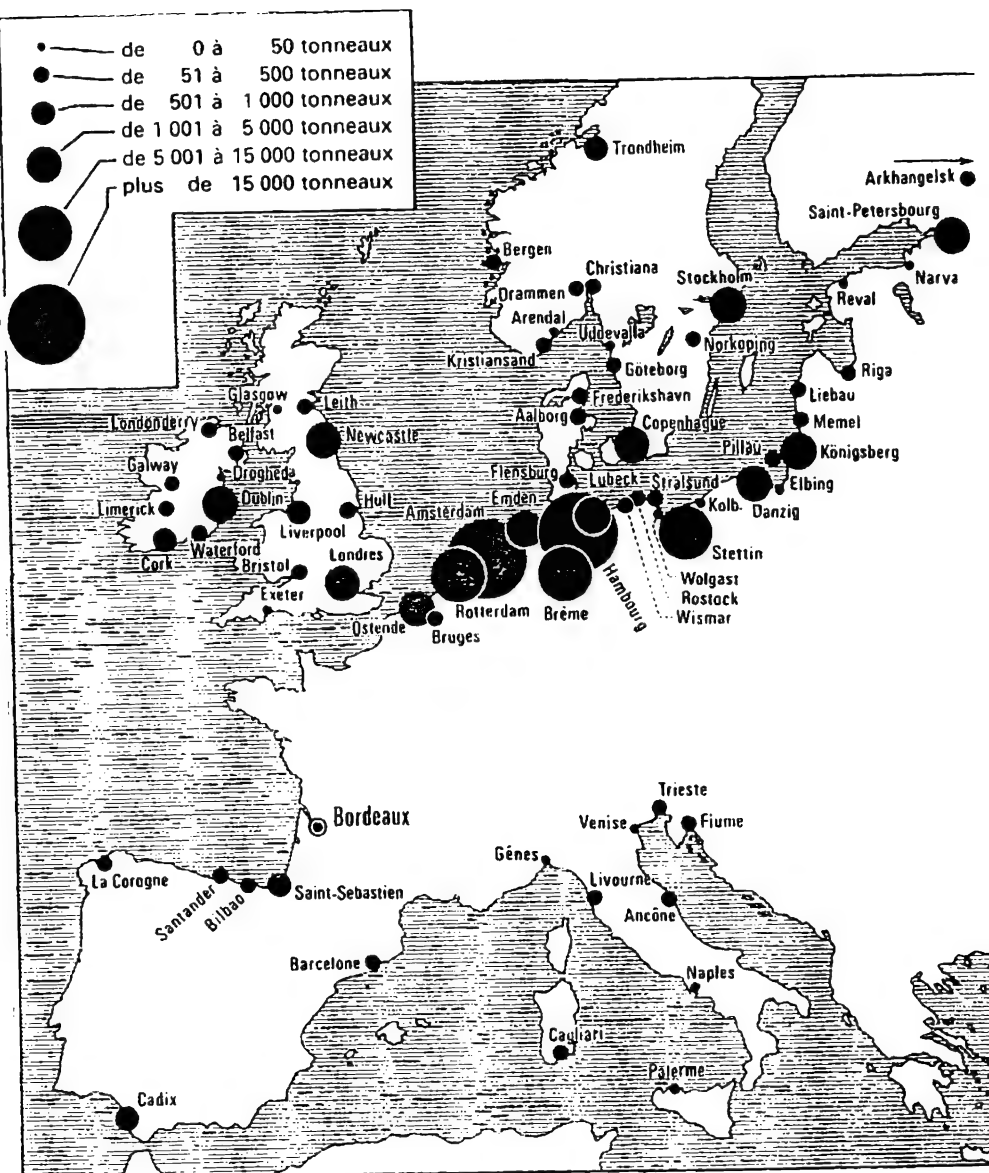 de 0 à 50 tonneaux
de 51 à 500 tonneaux
de 501 à 1 000 tonneaux
de 1 001 à 5 000 tonneaux
de 5 001 à 15 000 tonneaux
plus de 15 000 tonneaux
Trondheim
Arkhangelsk
Saint-Petersbourg
Bergen
Christiana
Stockholm
Narva
Drammen
Reval
Arendal
Uddevalla
Norkoping
Kristiansand
Göteborg
Riga
Liebau
Glasgow
Leith
Frederikshavn
Aalborg
Memel
Londonderry
Belfast
Newcastle
Copenhague
Königsberg
Pillau
Galway
Drogheda
Flensburg
Lubeck
Stralsund
Elbing
Limerick
Dublin
Hull
Emden
Kolb.
Danzig
Amsterdam
Liverpool
Waterford
Cork
Londres
Stettin
Bristol
Wolgast
Exeter
Rostock
Rotterdam
Brême
Hambourg
Wismar
Ostende
Bruges
Bordeaux
Trieste
Venise
Fiume
Gênes
La Corogne
Santander
Bilbao
Saint-Sebastien
Livourne
Ancône
Barcelone
Naples
Cagliari
Palerme
Cadix